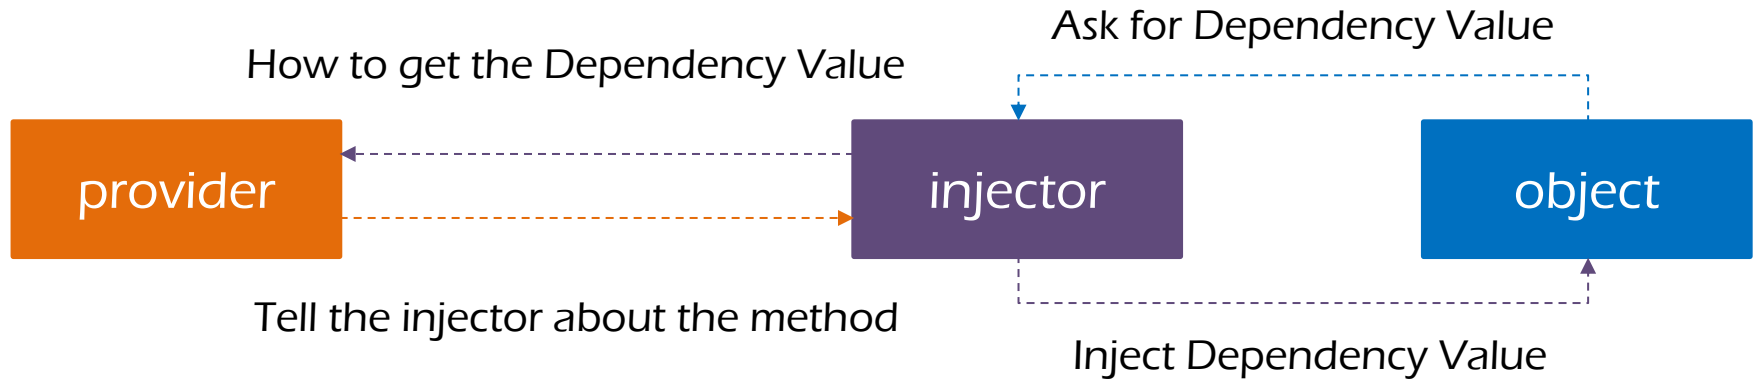 Ask for Dependency Value
How to get the Dependency Value
provider
injector
object
Tell the injector about the method
Inject Dependency Value